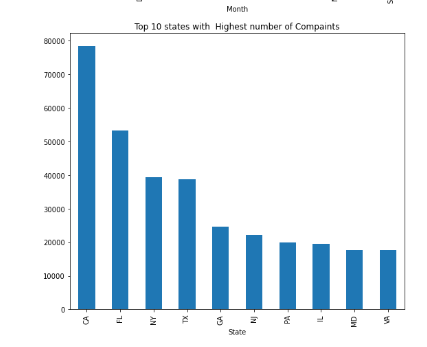 Month
Top 10 states with  Highest number of Compaints
80000
70000
60000
50000
40000
30000
20000
10000
0
CA
FL
NY
TX
GA
NJ
PA
IL
MD
VA
State